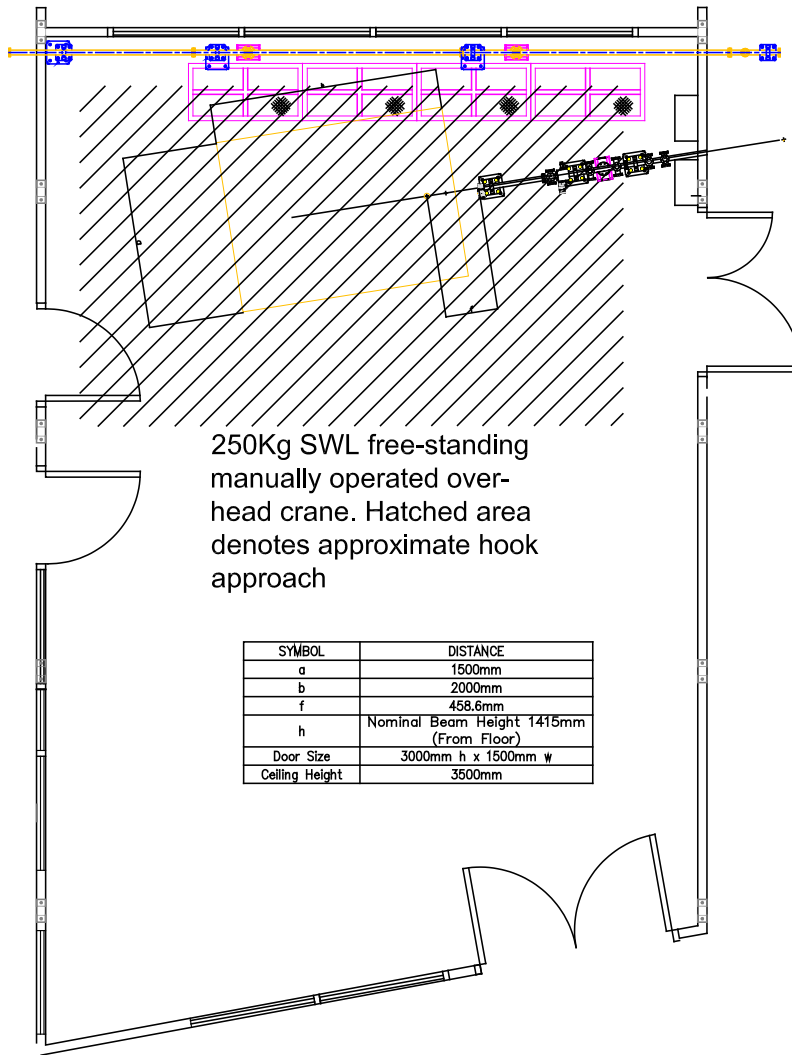 b
a
f
250Kg SWL free-standing
manually operated over-
head crane. Hatched area
denotes approximate hook
approach
SYMBOL DISTANCE
a 1500mm
b 2000mm
f 458.6mm
h Nominal Beam Height 1415mm
(From Floor)
Door Size 3000mm h x 1500mm w
Ceiling Height 3500mm